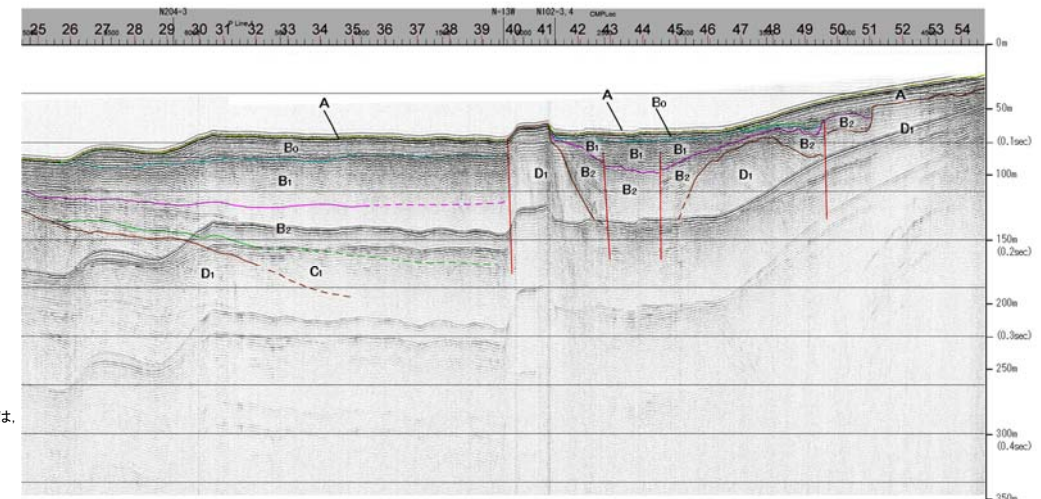 N204-3 N-13W N102-3,4 CMPLoc
P Line
25 26 27 28 29 30 31 32 33 34 35 36 37 38 39 40 41 42 43 44 45 46 47 48 49 50 51 52 53 54
0m
A A B0 A
50m
B0 B1 B1 B1 B2 D1
(0.1sec)
B2
B1 D1 B2 B2 B2 D1
100m
B2
150m
D1 C1
(0.2sec)
200m
(0.3sec)
250m
は,
300m
(0.4sec)
350m